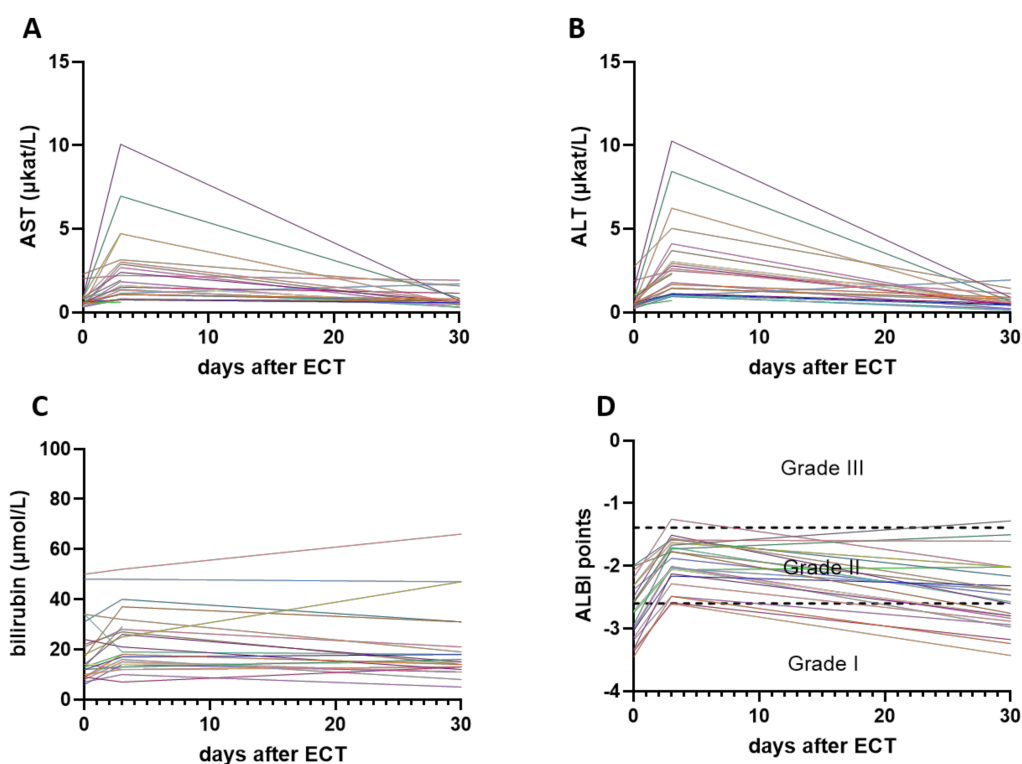 A
15
10
5
0
AST (µkat/L)
0 10 20 30
days after ECT
B
15
10
5
0
ALT (µkat/L)
0 10 20 30
days after ECT
C
100
80
60
40
20
0
bilirubin (µmol/L)
0 10 20 30
days after ECT
D
0
-1
-2
-3
-4
ALBI points
Grade III
Grade II
Grade I
0 10 20 30
days after ECT